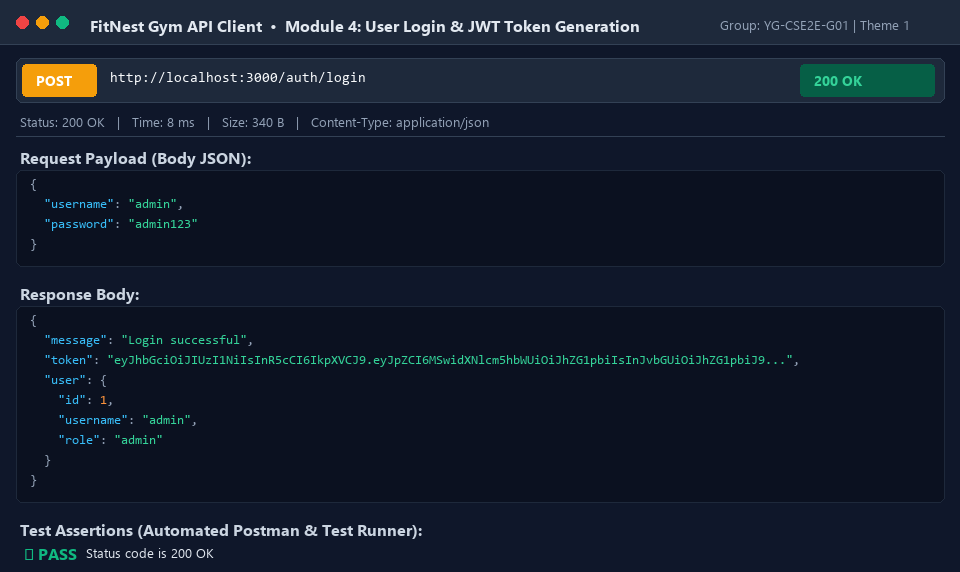 FitNest Gym API Client • Module 4: User Login & JWT Token Generation
Group: YG-CSE2E-G01 | Theme 1
POST
http://localhost:3000/auth/login
200 OK
Status: 200 OK | Time: 8 ms | Size: 340 B | Content-Type: application/json
Request Payload (Body JSON):
{
"username": "admin",
"password": "admin123"
}
Response Body:
{
"message": "Login successful",
"token": "eyJhbGciOiJIUzI1NiIsInR5cCI6IkpXVCJ9.eyJpZCI6MSwidXNlcm5hbWUiOiJhZG1pbiIsInJvbGUiOiJhZG1pbiJ9...",
"user": {
"id": 1,
"username": "admin",
"role": "admin"
}
}
Test Assertions (Automated Postman & Test Runner):
PASS Status code is 200 OK